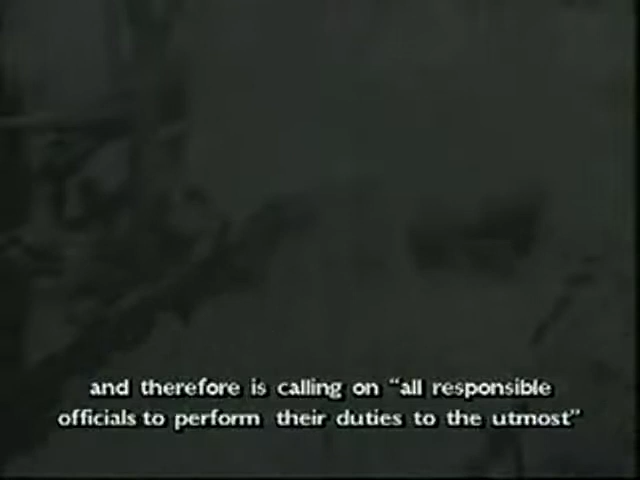 and therefore is calling on “all responsible
officials to perform their duties to the utmost”